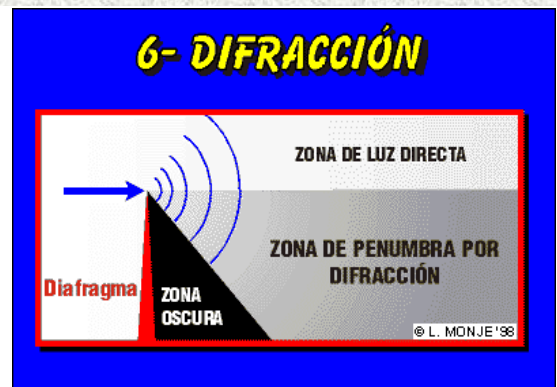 6- DIFRACCIÓN
ZONA DE LUZ DIRECTA
ZONA DE PENUMBRA POR
DIFRACCIÓN
Diafragma
ZONA
OSCURA
© L. MONJE '98